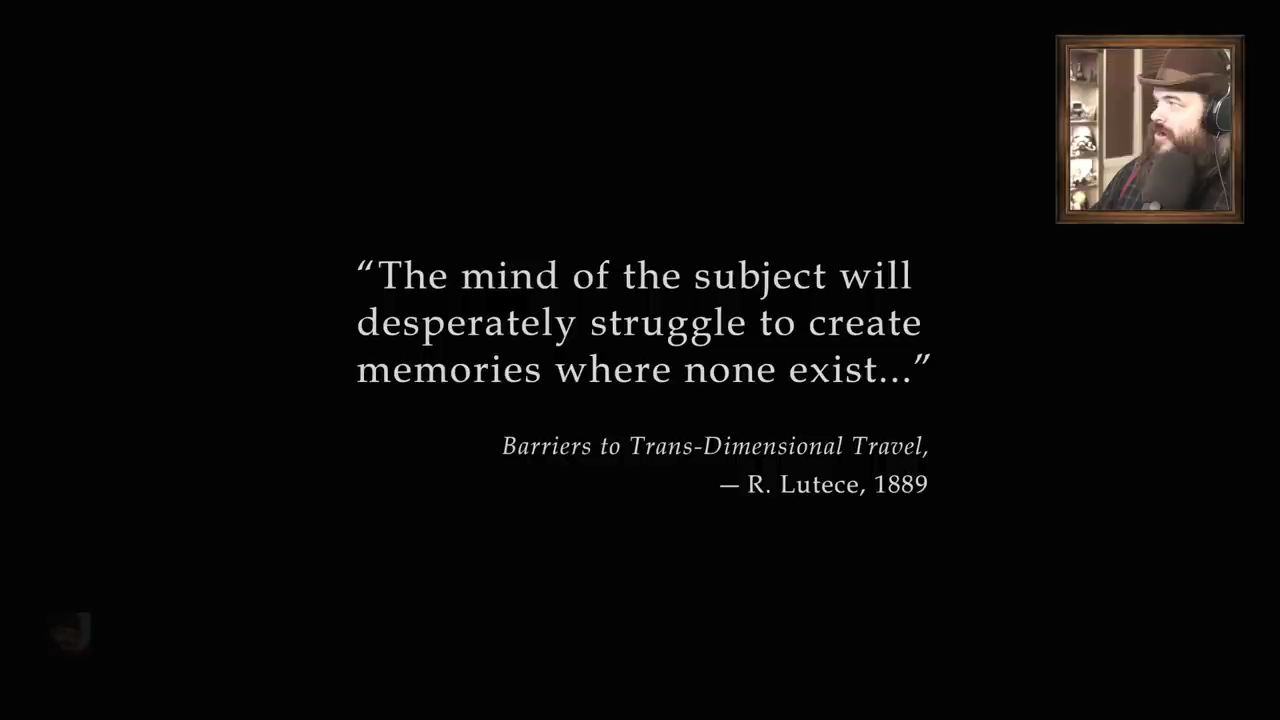 “The mind of the subject will
desperately struggle to create
memories where none exist...”
Barriers to Trans-Dimensional Travel,
— R. Lutece, 1889